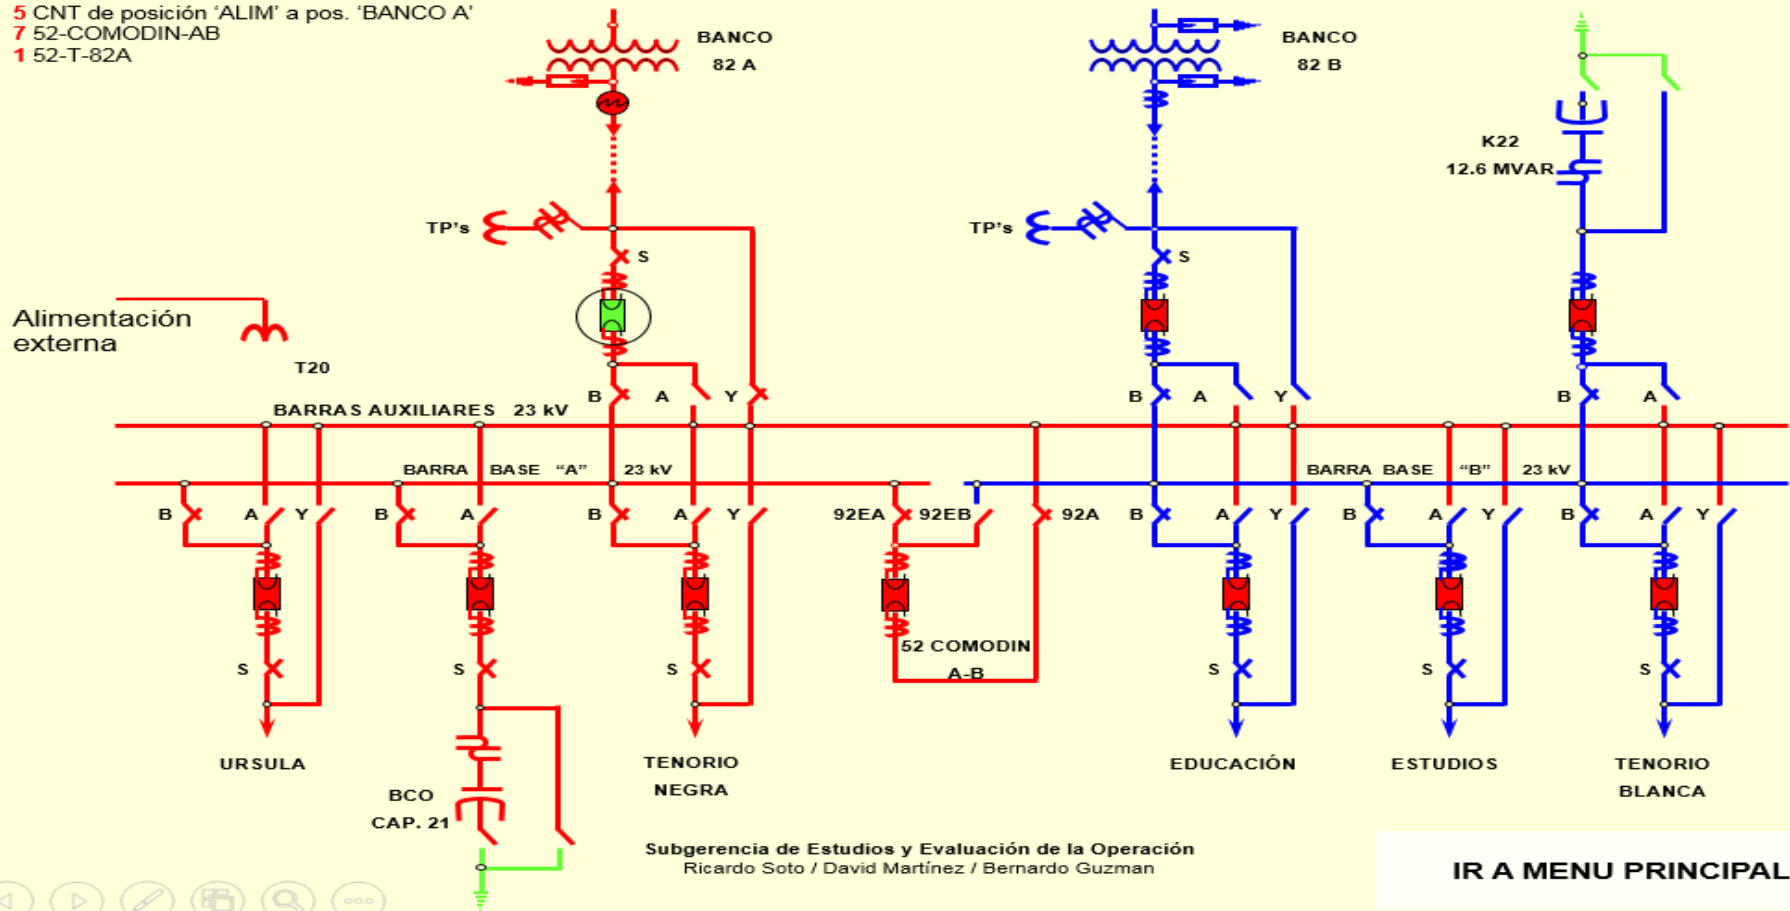 5 CNT de posición ‘ALIM’ a pos. ‘BANCO A’
7 52-COMODIN-AB
1 52-T-82A
BANCO
82 A
BANCO
82 B
K22
12.6 MVAR
TP's
TP's
S
S
Alimentación
externa
T20
B A Y
B A Y
B A
BARRAS AUXILIARES 23 kV
BARRA BASE “A” 23 kV
BARRA BASE “B” 23 kV
B A Y
B A
B A Y
92EA 92EB 92A
B A Y
B A Y
B A Y
52 COMODIN
A-B
S
S
S
S
S
S
URSULA
BCO
CAP. 21
TENORIO
NEGRA
EDUCACIÓN
ESTUDIOS
TENORIO
BLANCA
Subgerencia de Estudios y Evaluación de la Operación
Ricardo Soto / David Martínez / Bernardo Guzman
IR A MENU PRINCIPAL